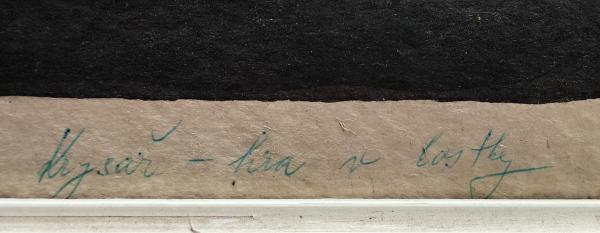 Krysař – hra v kostky